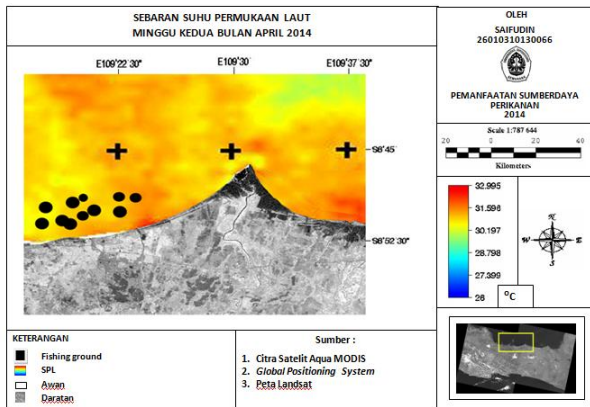 SEBARAN SUHU PERMUKAAN LAUT
MINGGU KEDUA BULAN APRIL 2014
OLEH
SAIFUDIN
26010310130066
PEMANFAATAN SUMBERDAYA
PERIKANAN
2014
E109°22'30"
E109°30
E109°37'30"
S8°45
S8°52'30"
Scale 1:787 644
20 0 20 40
Kilometers
32.995
31.596
30.197
28.798
27.399
26
°C
N
W E
S
KETERANGAN
Fishing ground
SPL
Awan
Daratan
Sumber :
1. Citra Satelit Aqua MODIS
2. Global Positioning System
3. Peta Landsat